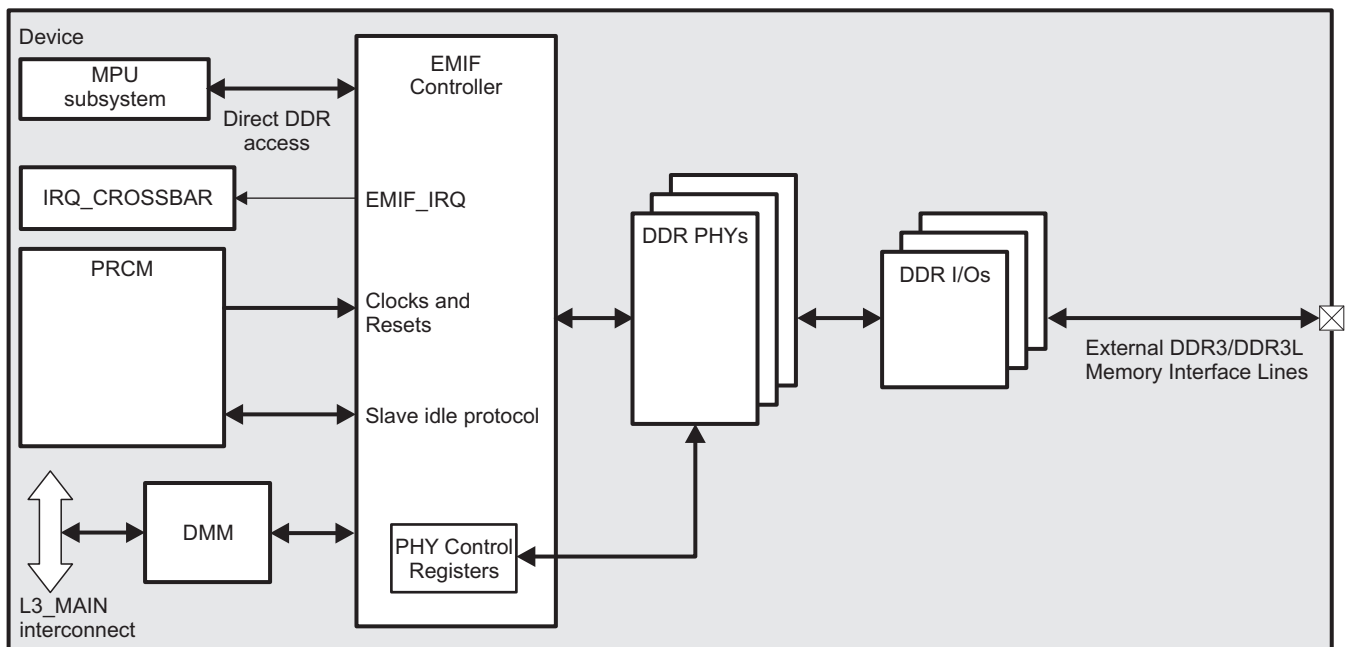 Device
MPU
subsystem
Direct DDR
access
EMIF
Controller
IRQ_CROSSBAR
EMIF_IRQ
PRCM
Clocks and
Resets
Slave idle protocol
DDR PHYs
DDR I/Os
External DDR3/DDR3L
Memory Interface Lines
DMM
PHY Control
Registers
L3_MAIN
interconnect